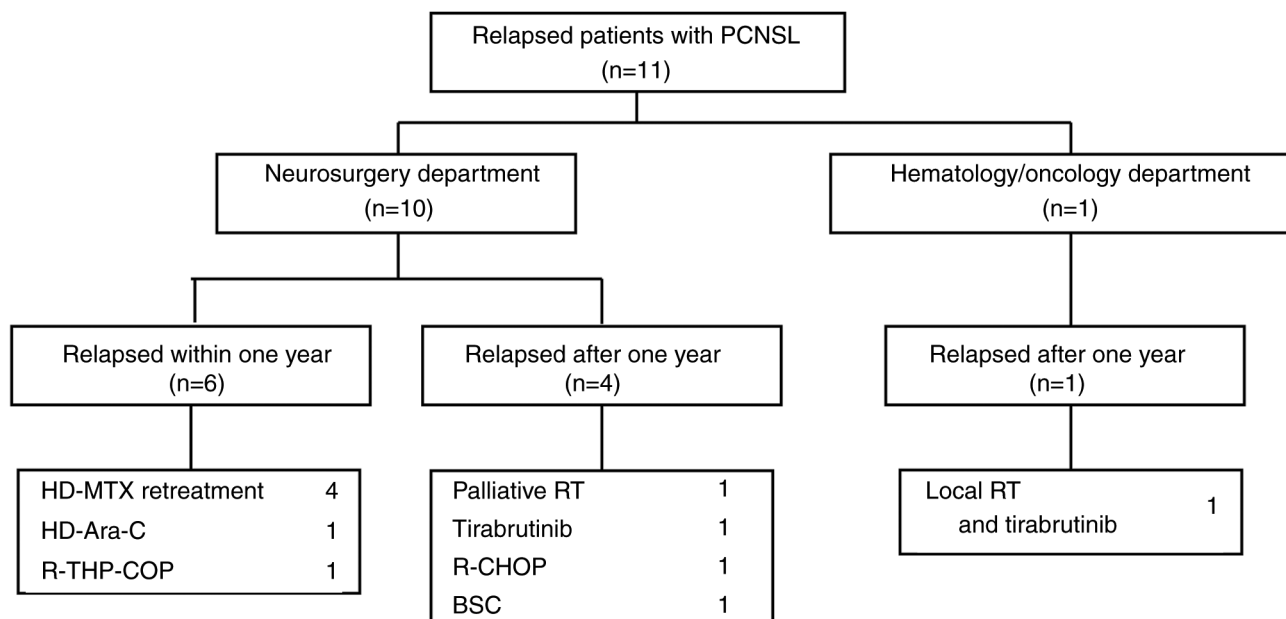 Relapsed patients with PCNSL
(n=11)
Neurosurgery department
(n=10)
Hematology/oncology department
(n=1)
Relapsed within one year
(n=6)
Relapsed after one year
(n=4)
Relapsed after one year
(n=1)
HD-MTX retreatment 4
HD-Ara-C 1
R-THP-COP 1
Palliative RT 1
Tirabrutinib 1
R-CHOP 1
BSC 1
Local RT
and tirabrutinib 1